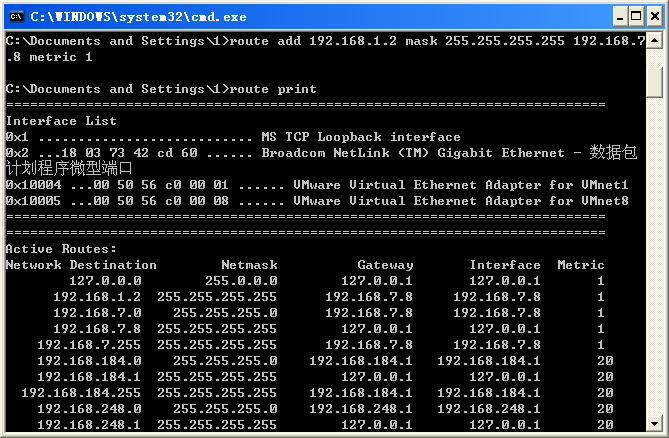 C:\WINDOWS\system32\cmd.exe
C:\Documents and Settings\1>route add 192.168.1.2 mask 255.255.255.255 192.168.7
.8 metric 1
C:\Documents and Settings\1>route print
===========================================================================
Interface List
0x1 ........................... MS TCP Loopback interface
0x2 ...18 03 73 42 cd 60 ...... Broadcom NetLink (TM) Gigabit Ethernet - 数据包
计划程序微型端口
0x10004 ...00 50 56 c0 00 01 ...... VMware Virtual Ethernet Adapter for VMnet1
0x10005 ...00 50 56 c0 00 08 ...... VMware Virtual Ethernet Adapter for VMnet8
===========================================================================
===========================================================================
Active Routes:
Network Destination        Netmask          Gateway       Interface  Metric
127.0.0.0        255.0.0.0        127.0.0.1       127.0.0.1       1
192.168.1.2  255.255.255.255      192.168.7.8     192.168.7.8       1
192.168.7.0    255.255.255.0      192.168.7.8     192.168.7.8       1
192.168.7.8  255.255.255.255        127.0.0.1       127.0.0.1       1
192.168.7.255  255.255.255.255      192.168.7.8     192.168.7.8       1
192.168.184.0    255.255.255.0    192.168.184.1   192.168.184.1       20
192.168.184.1  255.255.255.255        127.0.0.1       127.0.0.1       20
192.168.184.255  255.255.255.255    192.168.184.1   192.168.184.1       20
192.168.248.0    255.255.255.0    192.168.248.1   192.168.248.1       20
192.168.248.1  255.255.255.255        127.0.0.1       127.0.0.1       20